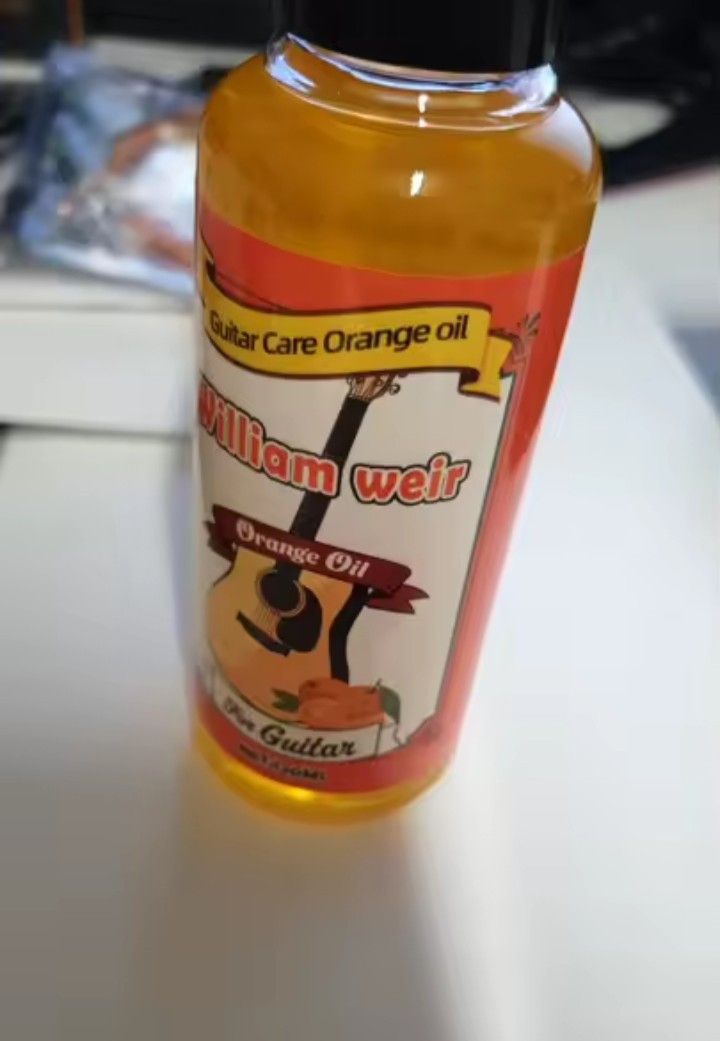 Guitar Care Orange oil
William weir
Orange Oil
For Guitar